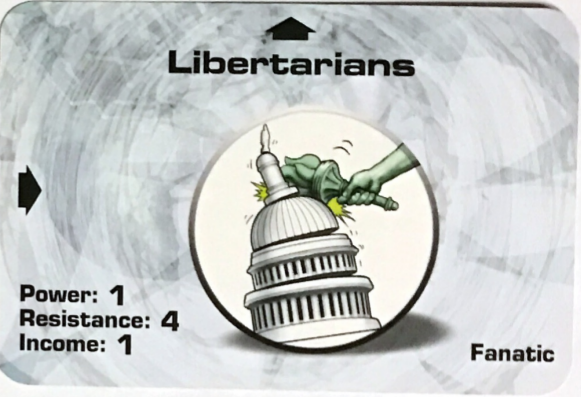 Libertarians
Power: 1
Resistance: 4
Income: 1
Fanatic